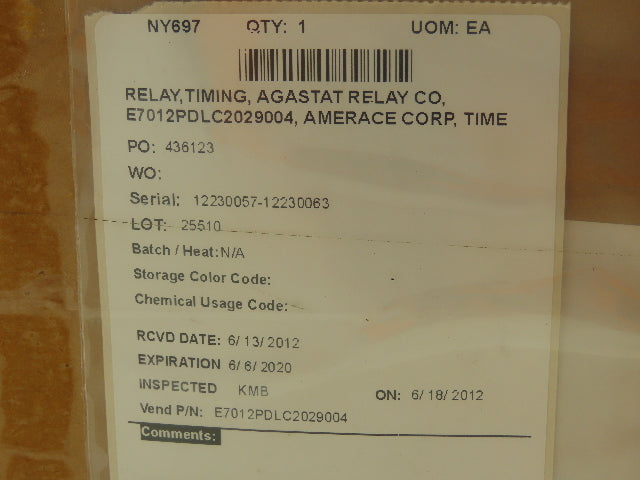 NY697 QTY: 1 UOM: EA
RELAY,TIMING, AGASTAT RELAY CO,
E7012PDLC2029004, AMERACE CORP, TIME
PO: 436123
WO:
Serial: 12230057-12230063
LOT: 25510
Batch / Heat:N/A
Storage Color Code:
Chemical Usage Code:
RCVD DATE: 6/ 13/ 2012
EXPIRATION 6/ 6/ 2020
INSPECTED KMB ON: 6/ 18/ 2012
Vend P/N: E7012PDLC2029004
Comments: